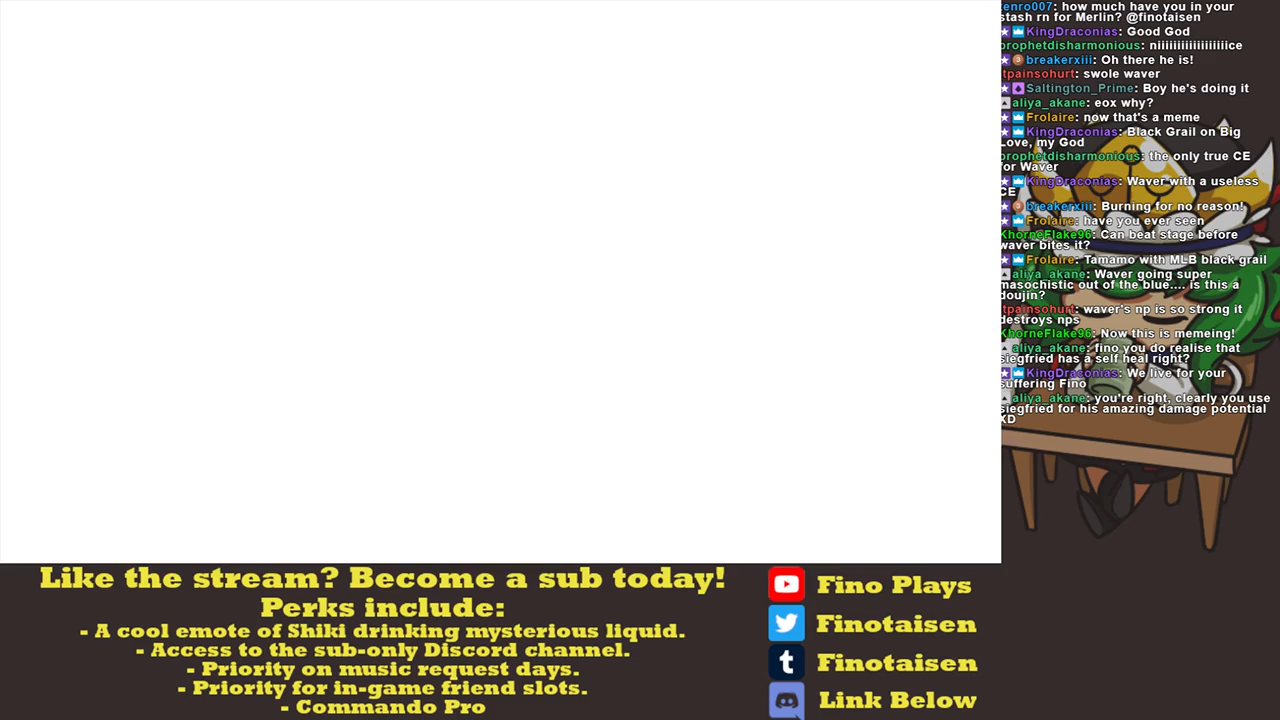 kenro007: how much have you in your
stash rn for Merlin? @finotaisen
KingDraconias: Good God
prophetdisharmonious: niiiiiiiiiiiiiiiiiice
breakerxiii: Oh there he is!
tpainsohurt: swole waver
Saltington_Prime: Boy he's doing it
aliya_akane: eox why?
Frolaire: now that's a meme
KingDraconias: Black Grail on Big
Love, my God
prophetdisharmonious: the only true CE
for Waver
KingDraconias: Waver with a useless
CE
breakerxiii: Burning for no reason!
Frolaire: have you ever seen
KhorneFlake96: Can beat stage before
waver bites it?
Frolaire: Tamamo with MLB black grail
aliya_akane: Waver going super
masochistic out of the blue.... is this a
doujin?
tpainsohurt: waver's np is so strong it
destroys nps
KhorneFlake96: Now this is memeing!
aliya_akane: fino you do realise that
siegfried has a self heal right?
KingDraconias: We live for your
suffering Fino
aliya_akane: you're right, clearly you use
siegfried for his amazing damage potential
XD
Like the stream? Become a sub today!
Perks include:
- A cool emote of Shiki drinking mysterious liquid.
- Access to the sub-only Discord channel.
- Priority on music request days.
- Priority for in-game friend slots.
- Commando Pro
Fino Plays
Finotaisen
Finotaisen
Link Below